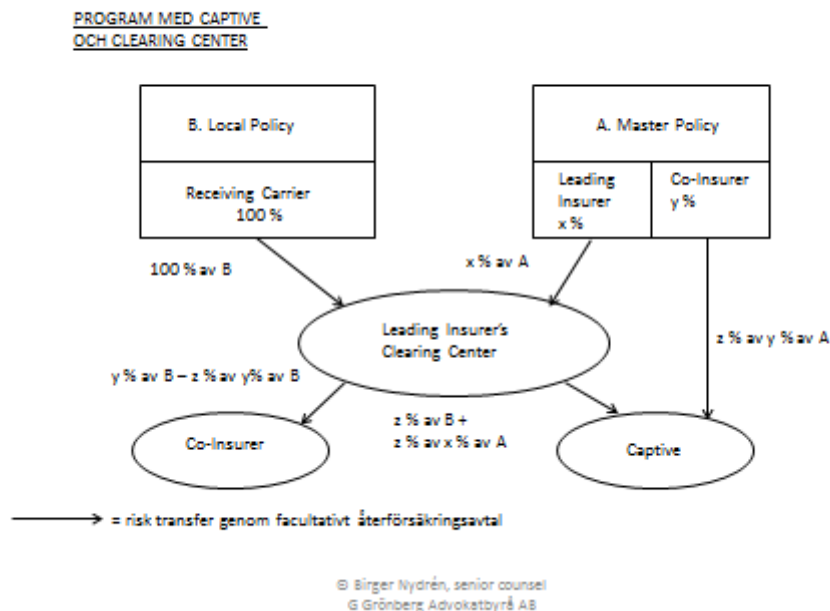 PROGRAM MED CAPTIVE
OCH CLEARING CENTER
B. Local Policy
Receiving Carrier
100 %
A. Master Policy
Leading
Insurer
x %
Co-Insurer
y %
100 % av B
x % av A
Leading Insurer's
Clearing Center
z % av y % av A
y % av B – z % av y% av B
z % av B +
z % av x % av A
Co-Insurer
Captive
= risk transfer genom facultativt återförsäkringsavtal
© Birger Nydrén, senior counsel
G Grönberg Advokatbyrå AB